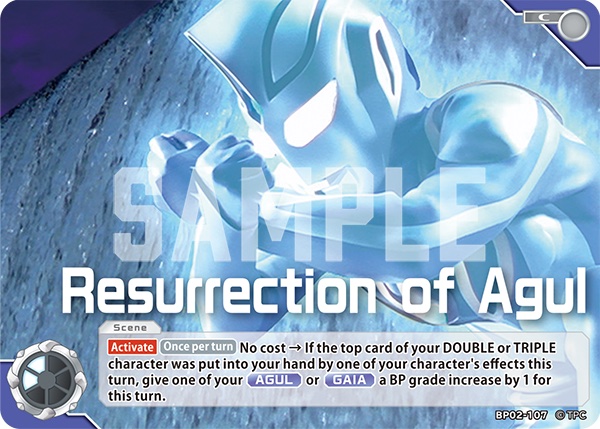 C
SAMPLE
Resurrection of Agul
Scene
Activate Once per turn No cost → If the top card of your DOUBLE or TRIPLE
character was put into your hand by one of your character's effects this
turn, give one of your AGUL or GAIA a BP grade increase by 1 for
this turn.
BP02-107 ©TPC